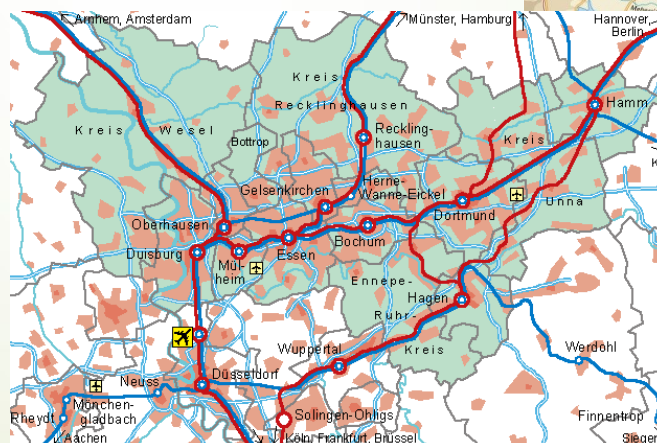 Arnhem, Amsterdam
Münster, Hamburg
Hannover,
Berlin,
Kreis
Recklinghausen
Hamm
Kreis
Wesel
Bottrop
Reckling-
hausen
Kreis
Gelsenkirchen
Herne-
Wanne-Eickel
Unna
Oberhausen
Dortmund
Duisburg
Mül-
heim
Essen
Bochum
Ennepe-
Ruhr-
Kreis
Hagen
Wuppertal
Werdohl
Düsseldorf
Neuss
Mönchen-
gladbach
Rheydt
Solingen-Ohligs
Finnentrop
Aachen
Köln/ Frankfurt, Brüssel
Siege